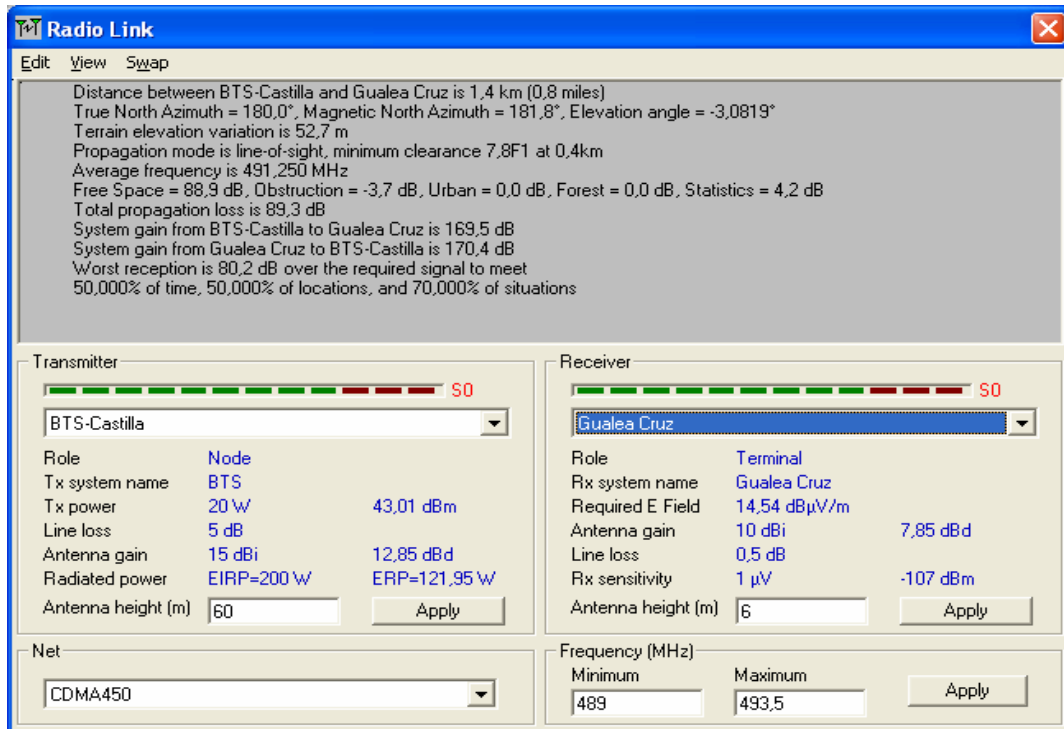 Radio Link
Edit View Swap
Distance between BTS-Castilla and Gualea Cruz is 1,4 km (0,8 miles)
True North Azimuth = 180,0°, Magnetic North Azimuth = 181,8°, Elevation angle = -3,0819°
Terrain elevation variation is 52,7 m
Propagation mode is line-of-sight, minimum clearance 7,8F1 at 0,4km
Average frequency is 491,250 MHz
Free Space = 88,9 dB, Obstruction = -3,7 dB, Urban = 0,0 dB, Forest = 0,0 dB, Statistics = 4,2 dB
Total propagation loss is 89,3 dB
System gain from BTS-Castilla to Gualea Cruz is 169,5 dB
System gain from Gualea Cruz to BTS-Castilla is 170,4 dB
Worst reception is 80,2 dB over the required signal to meet
50,000% of time, 50,000% of locations, and 70,000% of situations
Transmitter
S0
BTS-Castilla
Role Node
Tx system name BTS
Tx power 20 W 43,01 dBm
Line loss 5 dB
Antenna gain 15 dBi 12,85 dBd
Radiated power EIRP=200 W ERP=121,95 W
Antenna height (m) 60 Apply
Receiver
S0
Gualea Cruz
Role Terminal
Rx system name Gualea Cruz
Required E Field 14,54 dBµV/m
Antenna gain 10 dBi 7,85 dBd
Line loss 0,5 dB
Rx sensitivity 1 µV -107 dBm
Antenna height (m) 6 Apply
Net
CDMA450
Frequency (MHz)
Minimum Maximum
489 493,5 Apply